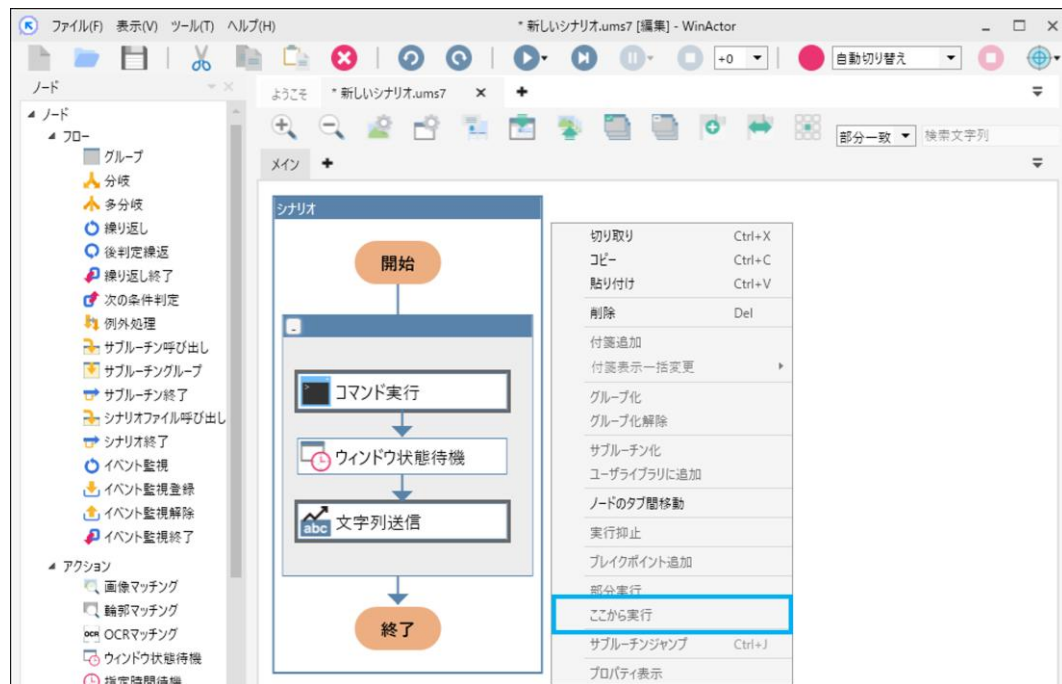 ファイル(F) 表示(V) ツール(T) ヘルプ(H)
* 新しいシナリオ.ums7 [編集] - WinActor
+0
自動切り替え
ノード
ようこそ
* 新しいシナリオ.ums7
部分一致
検索文字列
メイン
ノード
フロー
グループ
分岐
多分岐
繰り返し
後判定繰返
繰り返し終了
次の条件判定
例外処理
サブルーチン呼び出し
サブルーチングループ
サブルーチン終了
シナリオファイル呼び出し
シナリオ終了
イベント監視
イベント監視登録
イベント監視解除
イベント監視終了
アクション
画像マッチング
輪郭マッチング
OCR OCRマッチング
ウィンドウ状態待機
指定時間待機
シナリオ
開始
コマンド実行
ウィンドウ状態待機
abc 文字列送信
終了
切り取り Ctrl+X
コピー Ctrl+C
貼り付け Ctrl+V
削除 Del
付箋追加
付箋表示一括変更
グループ化
グループ化解除
サブルーチン化
ユーザライブラリに追加
ノードのタブ間移動
実行抑止
ブレイクポイント追加
部分実行
ここから実行
サブルーチンジャンプ Ctrl+J
プロパティ表示